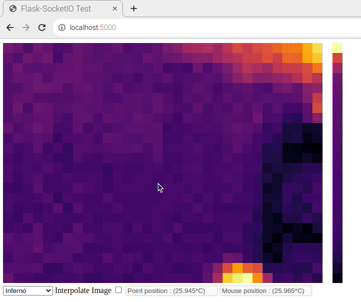 Flask-SocketIO Test
localhost:5000
Inferno Interpolate Image Point position : (25.945°C) Mouse position : (25.965°C)